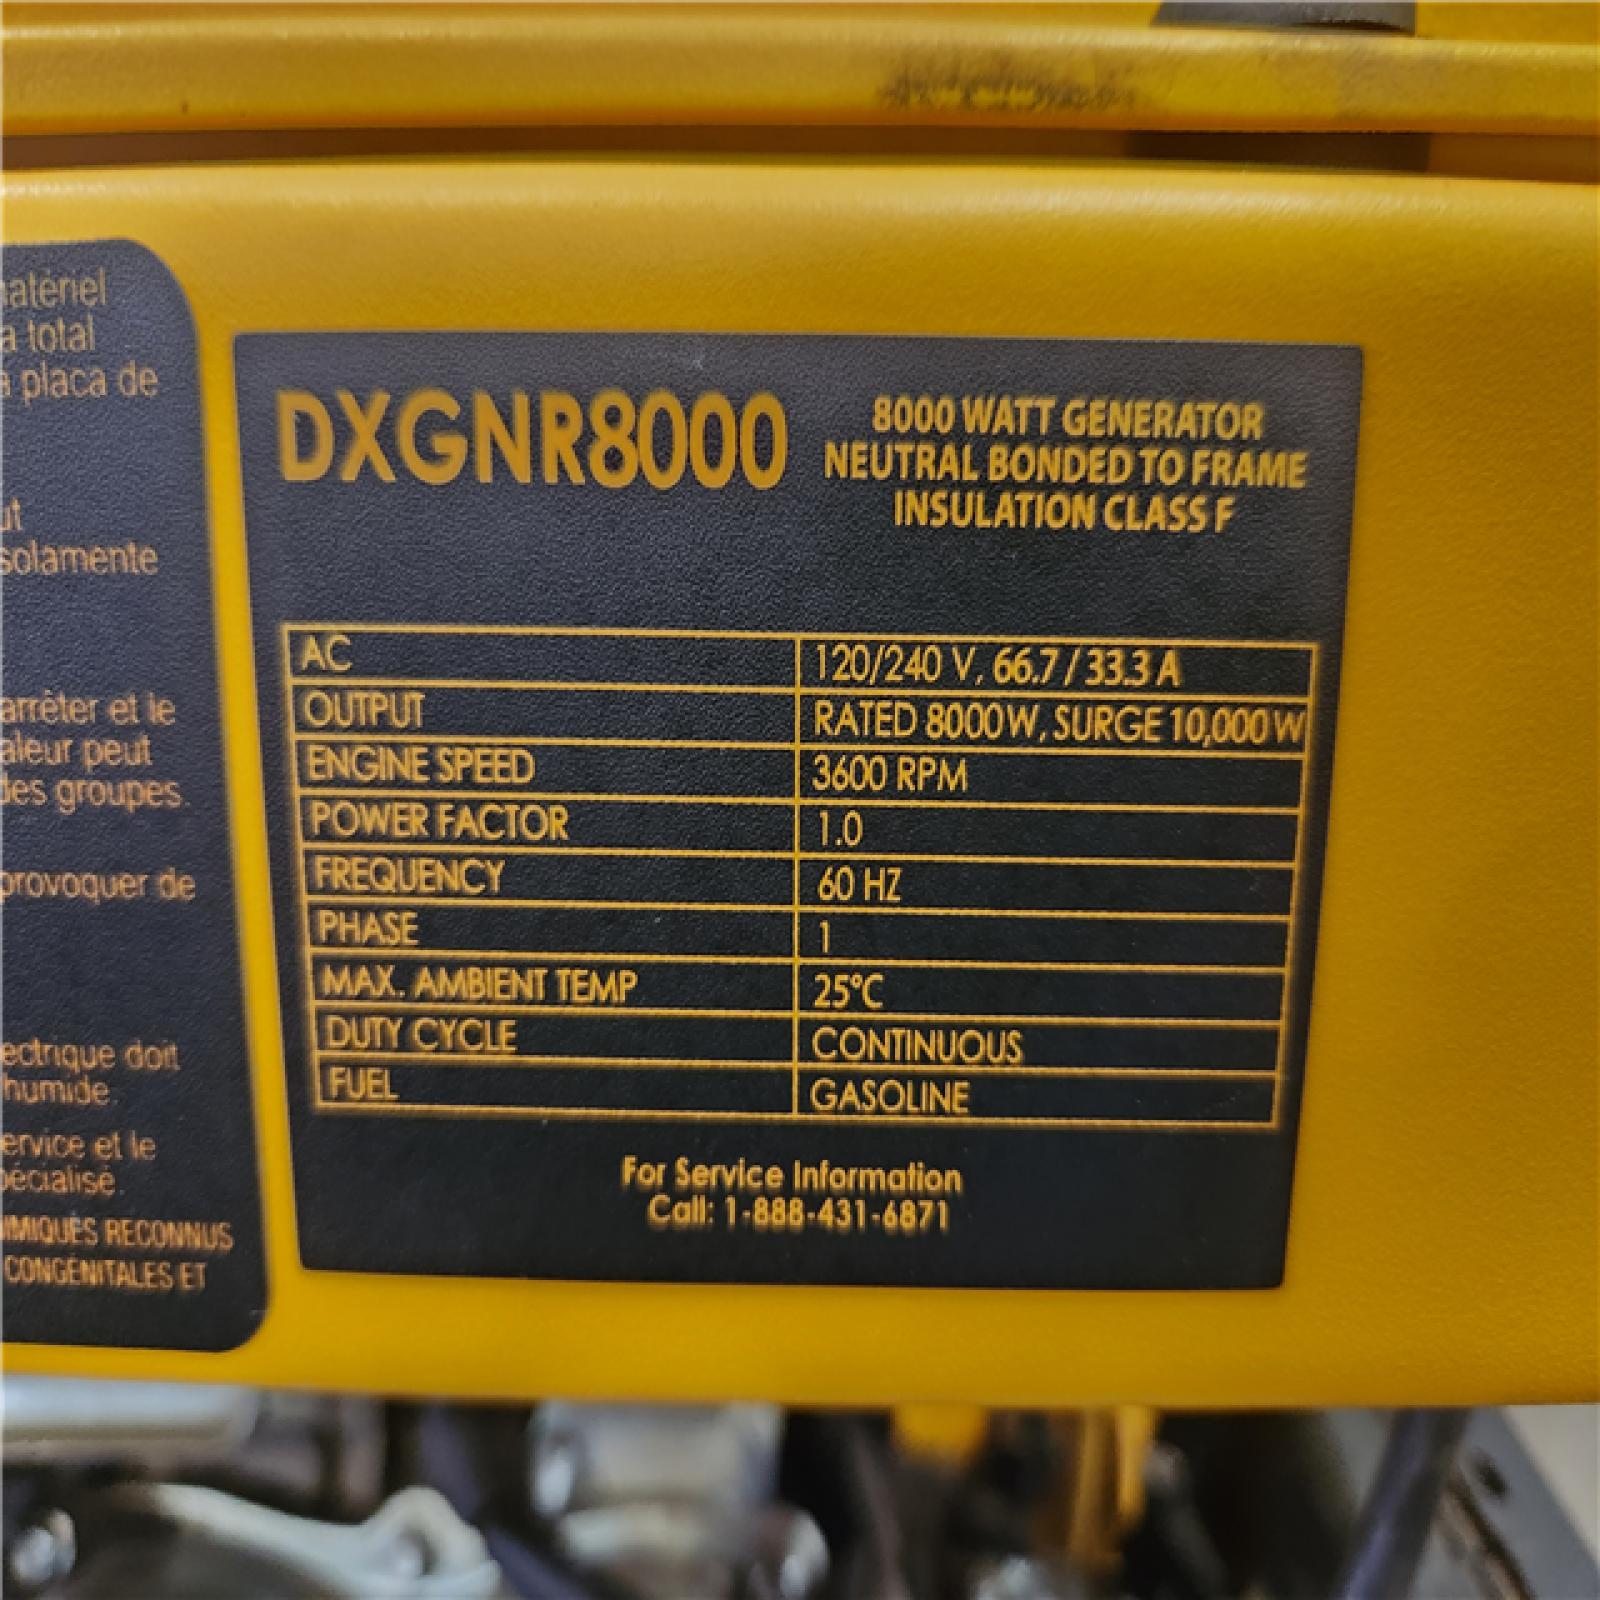 atériel
a total
a placa de
ut
solamente
arrêter et le
aleur peut
des groupes.
provoquer de
ectrique doit
humide.
ervice et le
pécialisé.
IMIQUES RECONNUS
CONGÉNITALES ET
DXGNR8000
8000 WATT GENERATOR
NEUTRAL BONDED TO FRAME
INSULATION CLASS F
AC 120/240 V, 66.7 / 33.3 A
OUTPUT RATED 8000W, SURGE 10,000W
ENGINE SPEED 3600 RPM
POWER FACTOR 1.0
FREQUENCY 60 HZ
PHASE 1
MAX. AMBIENT TEMP 25°C
DUTY CYCLE CONTINUOUS
FUEL GASOLINE
For Service Information
Call: 1-888-431-6871